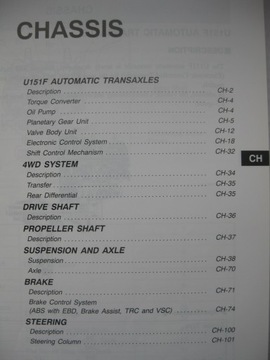 CHASSIS
U151F AUTOMATIC TRANSAXLES
Description ........ CH-2
Torque Converter ........ CH-4
Oil Pump ........ CH-4
Planetary Gear Unit ........ CH-5
Valve Body Unit ........ CH-12
Electronic Control System ........ CH-18
Shift Control Mechanism ........ CH-32
4WD SYSTEM
Description ........ CH-34
Transfer ........ CH-35
Rear Differential ........ CH-35
DRIVE SHAFT
Description ........ CH-36
PROPELLER SHAFT
Description ........ CH-37
SUSPENSION AND AXLE
Suspension ........ CH-38
Axle ........ CH-70
BRAKE
Description ........ CH-71
Brake Control System
(ABS with EBD, Brake Assist, TRC and VSC) ........ CH-74
STEERING
Description ........ CH-100
Steering Column ........ CH-101
CH